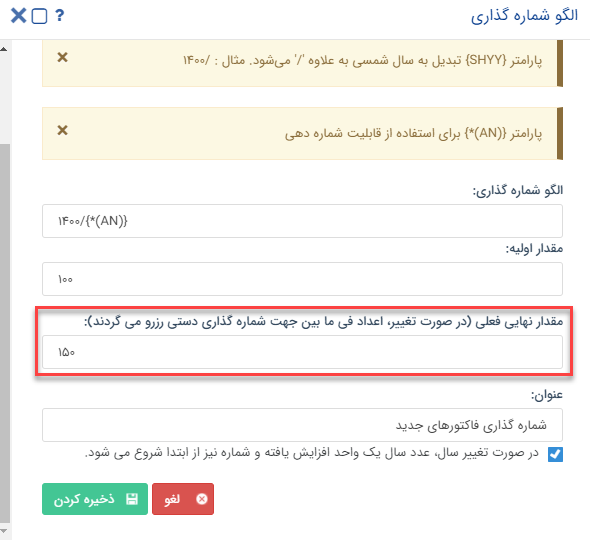 الگو شماره گذاری
?
پارامتر {SHYY} تبدیل به سال شمسی به علاوه '/' می‌شود. مثال : /۱۴۰۰
پارامتر {(AN)*} برای استفاده از قابلیت شماره دهی
الگو شماره گذاری:
۱۴۰۰/{*(AN)}
مقدار اولیه:
۱۰۰
مقدار نهایی فعلی (در صورت تغییر، اعداد فی ما بین جهت شماره گذاری دستی رزرو می گردند):
۱۵۰
عنوان:
شماره گذاری فاکتورهای جدید
در صورت تغییر سال، عدد سال یک واحد افزایش یافته و شماره نیز از ابتدا شروع می شود.
لغو
ذخیره کردن